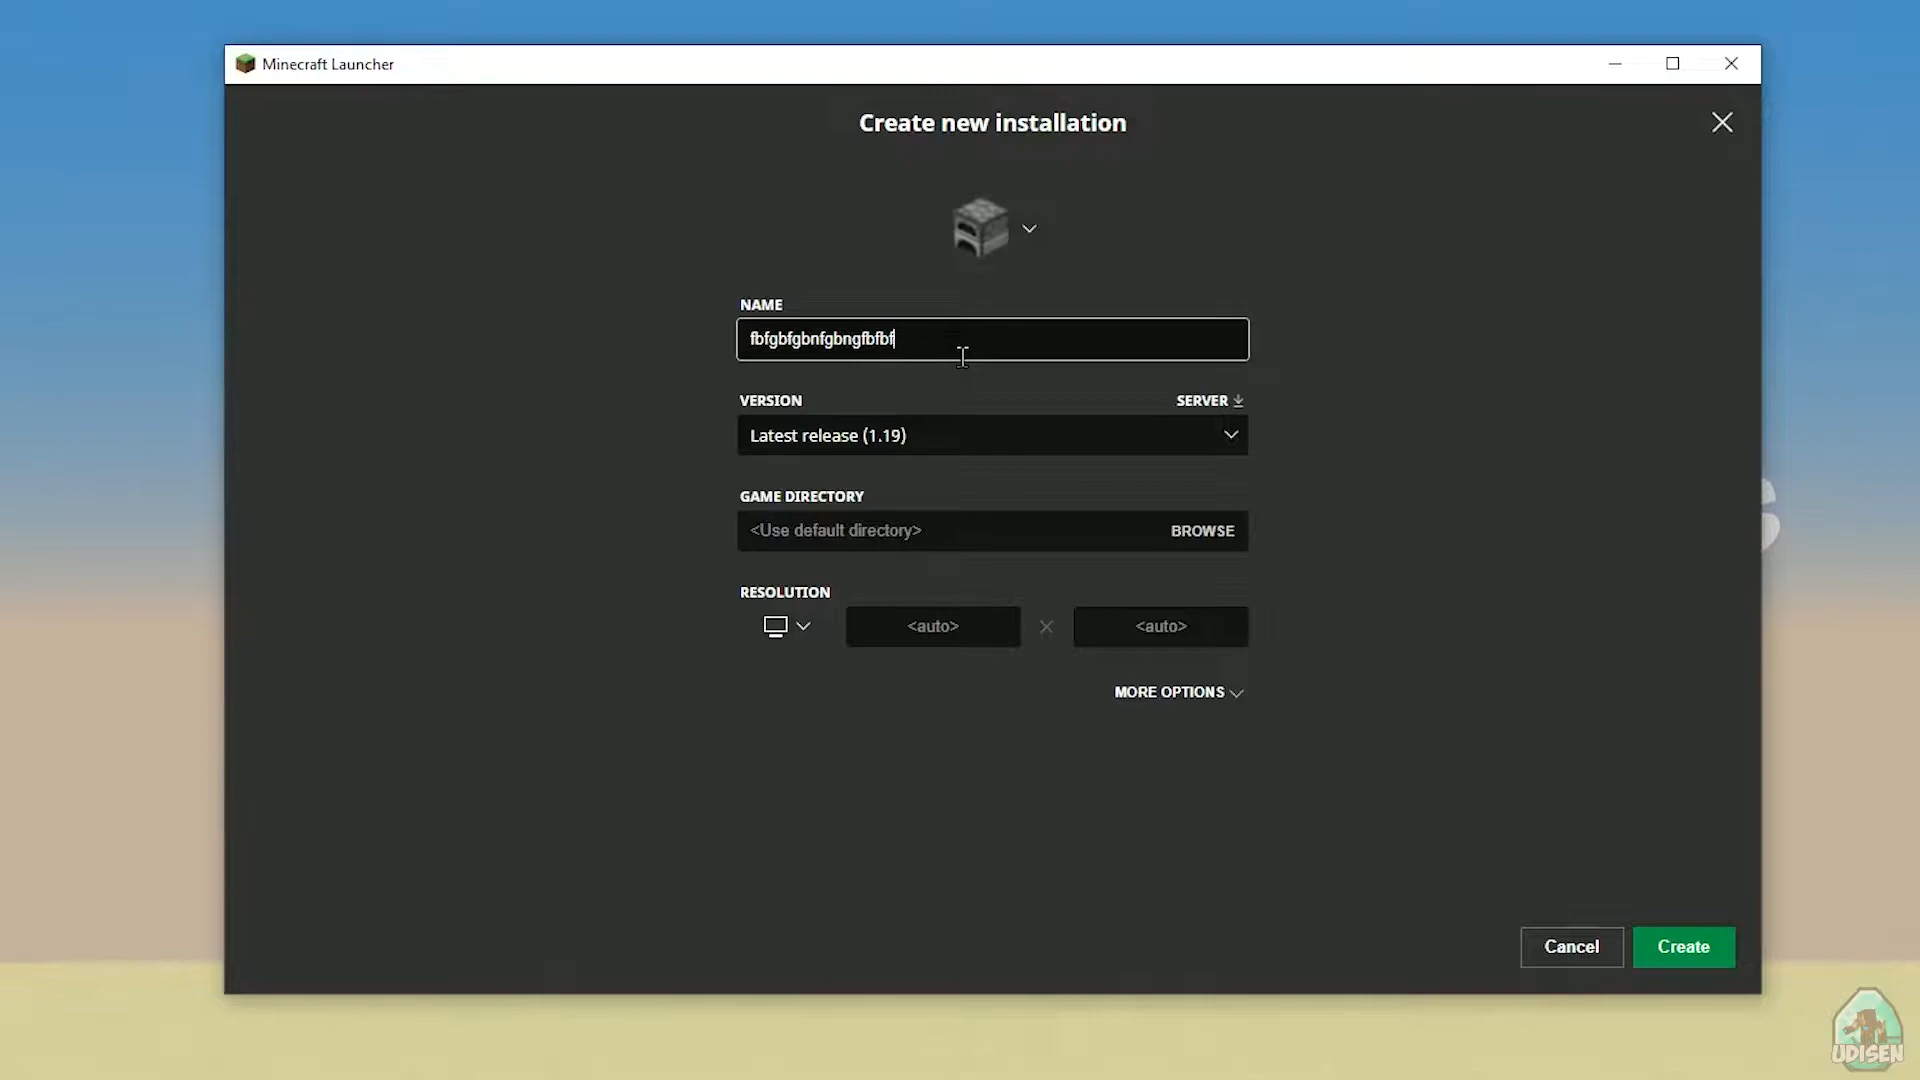 Minecraft Launcher
Create new installation
NAME
fbfgbfgbnfgbngfbfbf
VERSION
SERVER
Latest release (1.19)
GAME DIRECTORY
<Use default directory>
BROWSE
RESOLUTION
<auto>
<auto>
MORE OPTIONS
Cancel
Create
UDISEN